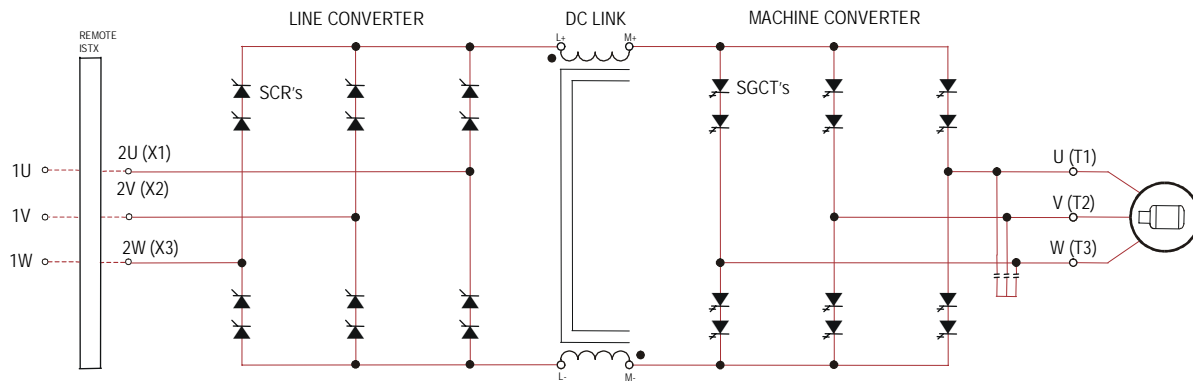 LINE CONVERTER
DC LINK
MACHINE CONVERTER
REMOTE
ISTX
L+
M+
SCR's
SGCT's
2U (X1)
1U
U (T1)
2V (X2)
1V
V (T2)
2W (X3)
1W
W (T3)
L-
M-